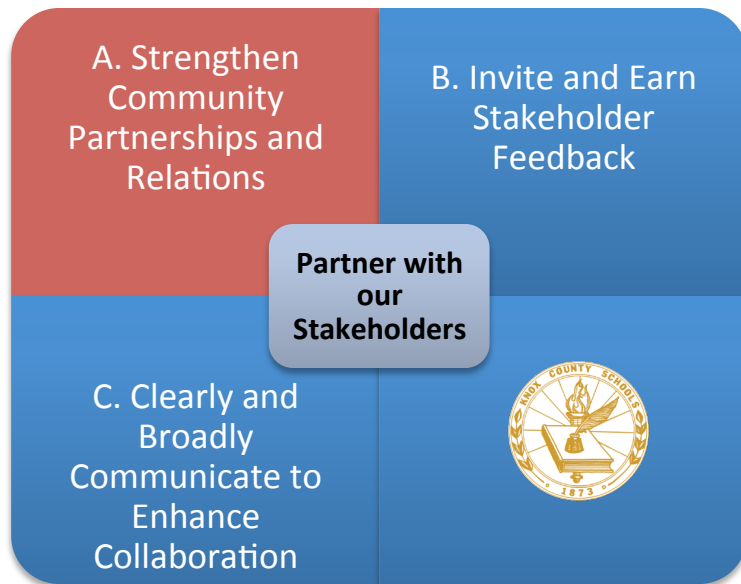 A. Strengthen
Community
Partnerships and
Relations
B. Invite and Earn
Stakeholder
Feedback
Partner with
our
Stakeholders
C. Clearly and
Broadly
Communicate to
Enhance
Collaboration
KNOX COUNTY SCHOOLS
1873